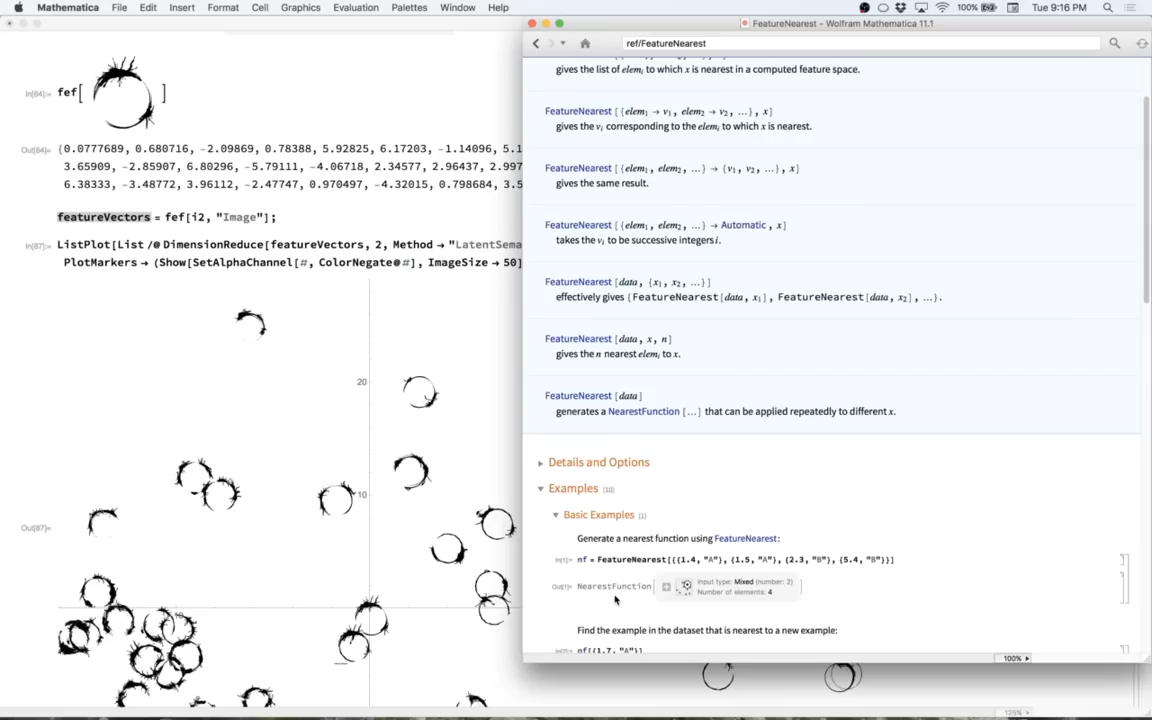 Mathematica File Edit Insert Format Cell Graphics Evaluation Palettes Window Help 100% Tue 9:16 PM
FeatureNearest – Wolfram Mathematica 11.1
ref/FeatureNearest
gives the list of elemi to which x is nearest in a computed feature space.
FeatureNearest [ {elem1 → v1, elem2 → v2, …}, x]
gives the vi corresponding to the elemi to which x is nearest.
FeatureNearest [ {elem1, elem2, …} → {v1, v2, …}, x]
gives the same result.
FeatureNearest [ {elem1, elem2, …} → Automatic, x]
takes the vi to be successive integers i.
FeatureNearest [data, {x1, x2, …}]
effectively gives {FeatureNearest[data, x1], FeatureNearest[data, x2], …}.
FeatureNearest [data, x, n]
gives the n nearest elemi to x.
FeatureNearest [data]
generates a NearestFunction […] that can be applied repeatedly to different x.
Details and Options
Examples (10)
Basic Examples (1)
Generate a nearest function using FeatureNearest:
In[1]:= nf = FeatureNearest[{{1.4, "A"}, {1.5, "A"}, {2.3, "B"}, {5.4, "B"}}]
Out[1]= NearestFunction[ Input type: Mixed (number: 2)
Number of elements: 4 ]
Find the example in the dataset that is nearest to a new example:
nf[{1.7, "A"}]
100%
In[64]:= fef[ ]
Out[64]= {0.0777689, 0.680716, -2.09869, 0.78388, 5.92825, 6.17203, -1.14096, 5.1
3.65909, -2.85907, 6.80296, -5.79111, -4.06718, 2.34577, 2.96437, 2.997
6.38333, -3.48772, 3.96112, -2.47747, 0.970497, -4.32015, 0.798684, 3.5
featureVectors = fef[i2, "Image"];
In[87]:= ListPlot[List /@ DimensionReduce[featureVectors, 2, Method → "LatentSema
PlotMarkers → (Show[SetAlphaChannel[#, ColorNegate@#], ImageSize → 50]
20
10
Out[87]=
125%